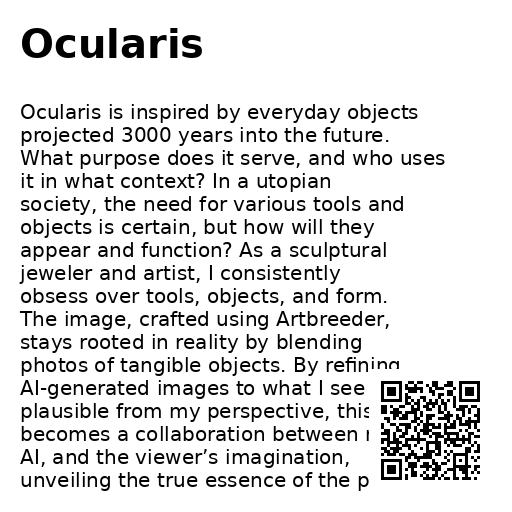 Ocularis
Ocularis is inspired by everyday objects
projected 3000 years into the future.
What purpose does it serve, and who uses
it in what context? In a utopian
society, the need for various tools and
objects is certain, but how will they
appear and function? As a sculptural
jeweler and artist, I consistently
obsess over tools, objects, and form.
The image, crafted using Artbreeder,
stays rooted in reality by blending
photos of tangible objects. By refining
AI-generated images to what I see
plausible from my perspective, this
becomes a collaboration between
AI, and the viewer’s imagination,
unveiling the true essence of the